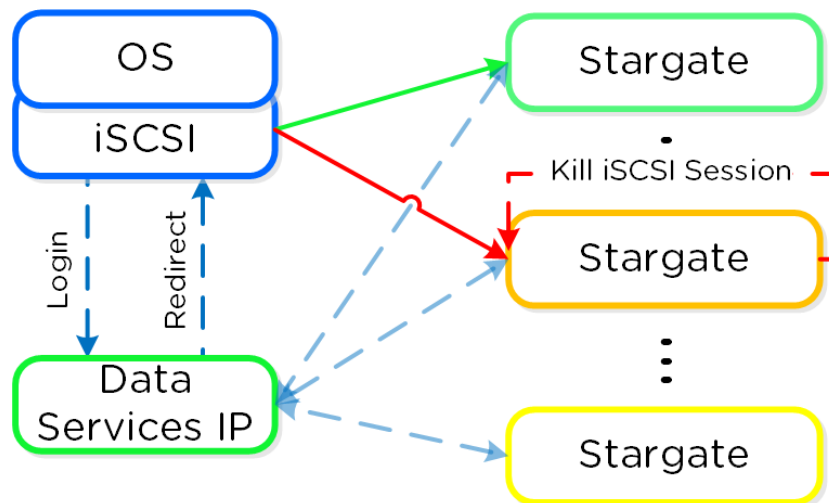 OS
iSCSI
Login
Redirect
Data
Services IP
Stargate
Kill iSCSI Session
Stargate
Stargate